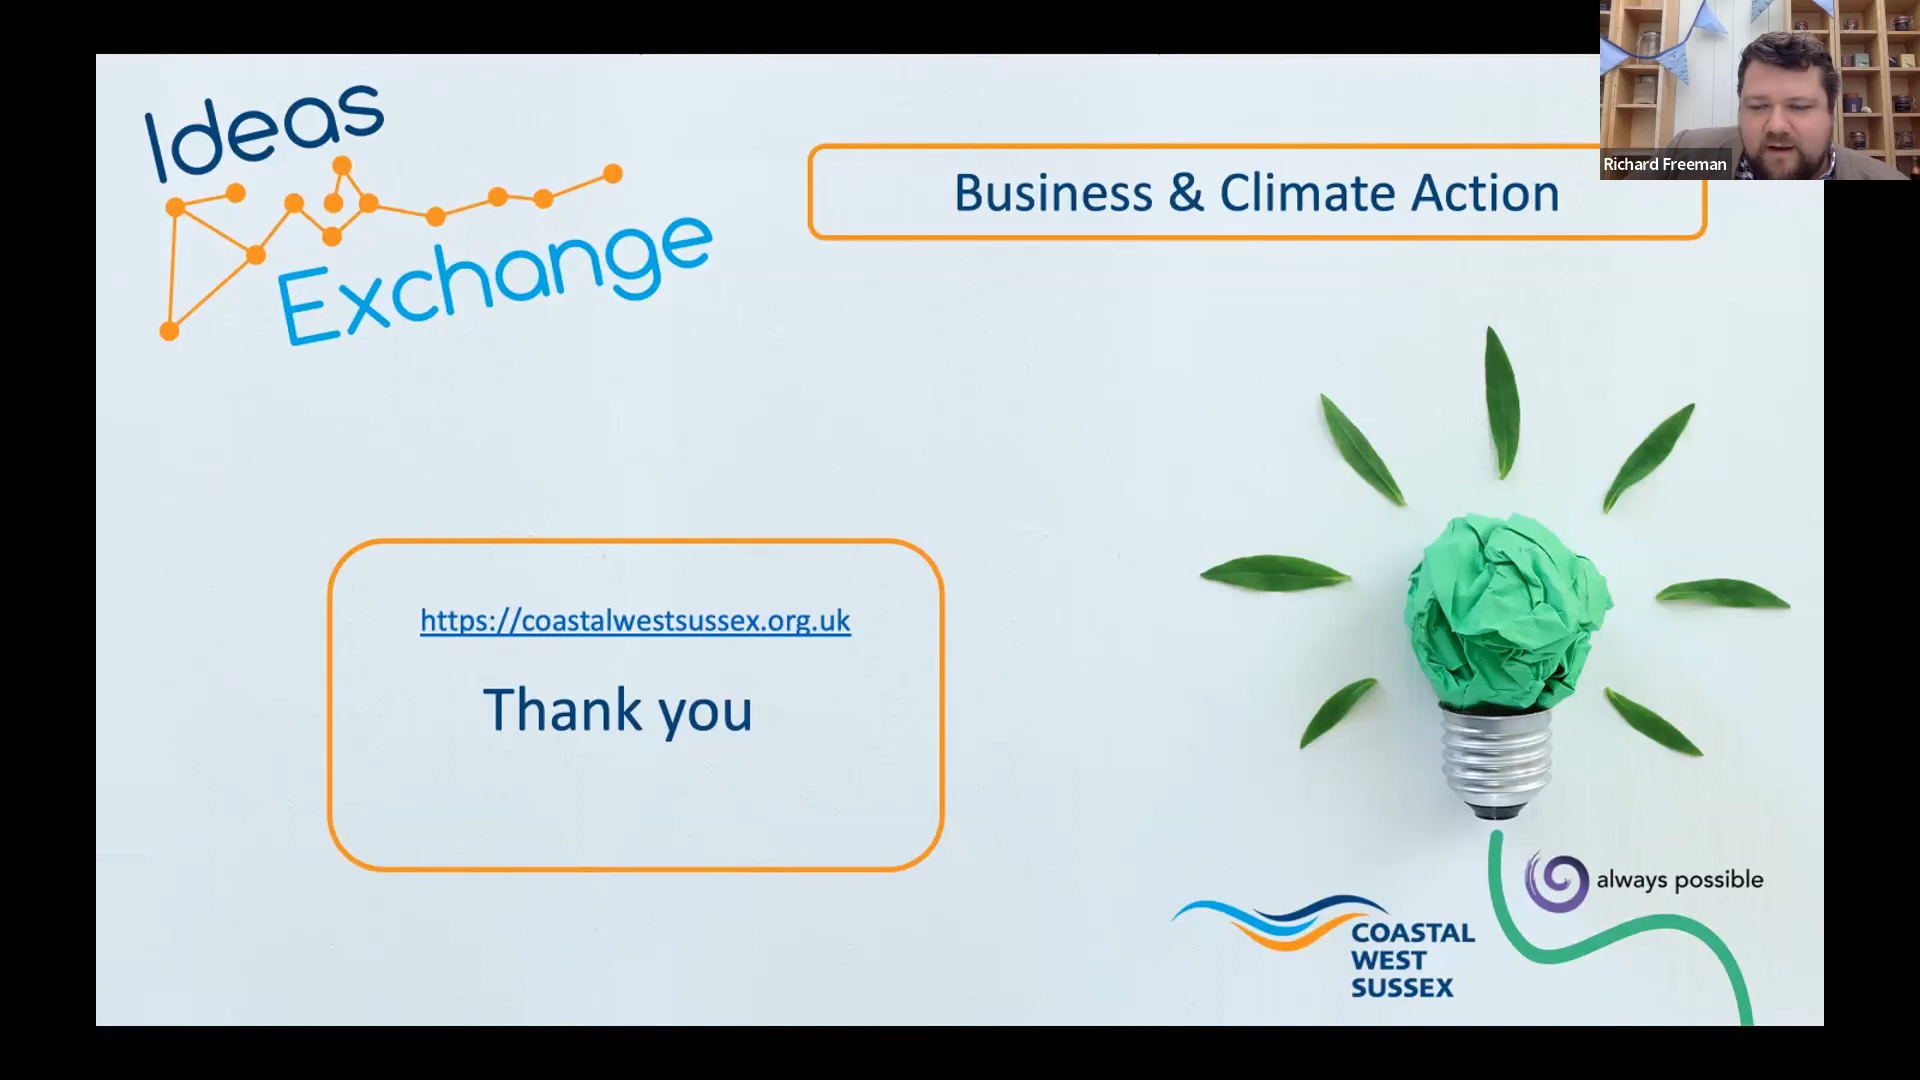 Ideas
Exchange
Business & Climate Action
Richard Freeman
https://coastalwestsussex.org.uk
Thank you
always possible
COASTAL
WEST
SUSSEX